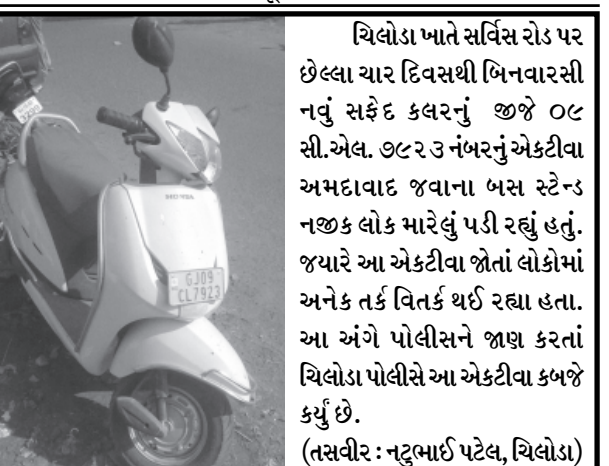 ચિલોડા ખાતે સર્વિસ રોડ પર
છેલ્લા ચાર દિવસથી બિનવારસી
નવું સફેદ કલરનું જીજે ૦૯
સી.એલ. ૭૯૨૩ નંબરનું એકટીવા
અમદાવાદ જવાના બસ સ્ટેન્ડ
નજીક લોક મારેલું પડી રહ્યું હતું.
જયારે આ એકટીવા જોતાં લોકોમાં
અનેક તર્ક વિતર્ક થઈ રહ્યા હતા.
આ અંગે પોલીસને જાણ કરતાં
ચિલોડા પોલીસે આ એકટીવા કબજે
કર્યું છે.
(તસવીર : નટુભાઈ પટેલ, ચિલોડા)
HONDA
GJ09
CL7923